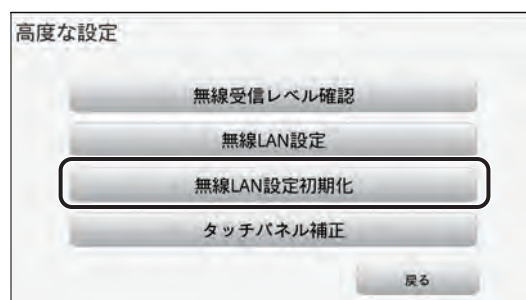 高度な設定
無線受信レベル確認
無線LAN設定
無線LAN設定初期化
タッチパネル補正
戻る